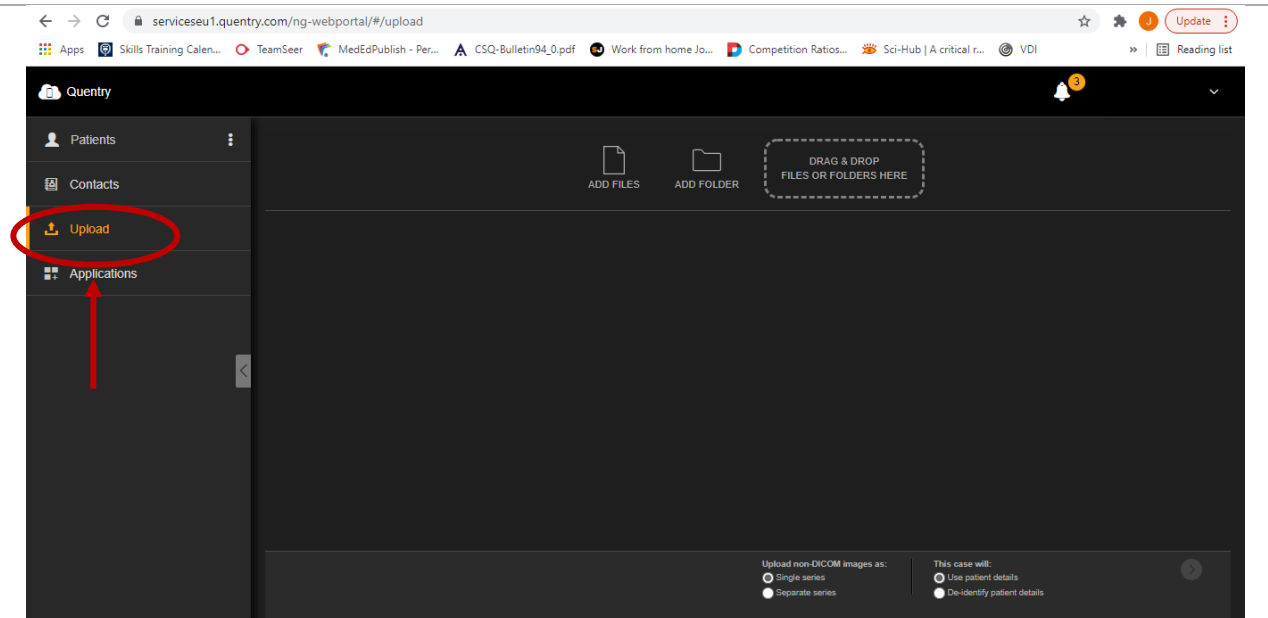 serviceseu1.quentry.com/ng-webportal/#/upload
J
Update
Apps Skills Training Calen... TeamSeer MedEdPublish - Per... CSQ-Bulletin94_0.pdf Work from home Jo... Competition Ratios... Sci-Hub | A critical r... VDI » Reading list
Quentry
3
Patients
Contacts
Upload
Applications
ADD FILES
ADD FOLDER
DRAG & DROP
FILES OR FOLDERS HERE
Upload non-DICOM images as:
Single series
Separate series
This case will:
Use patient details
De-identify patient details